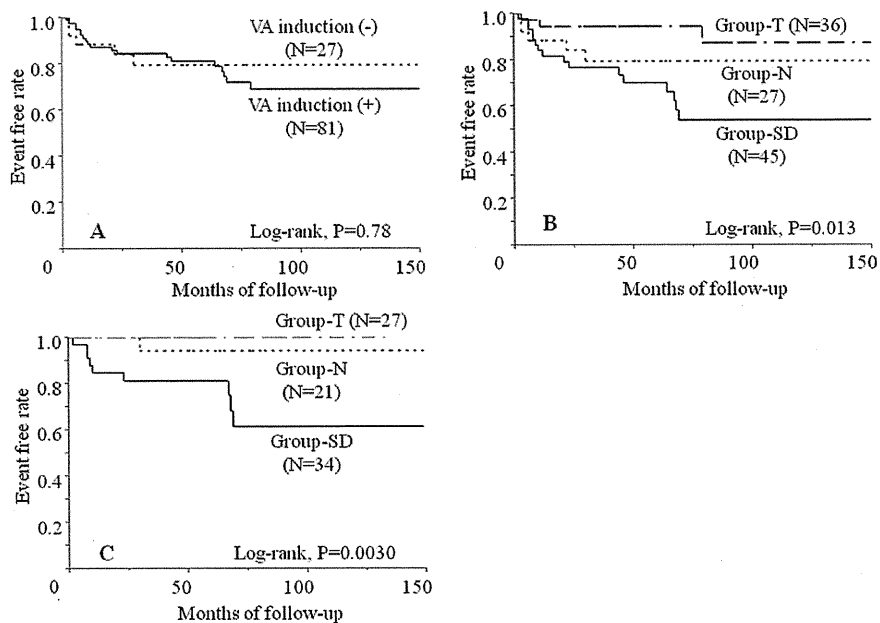 1.0
0.8
0.6
0.4
0.2
0
50
100
150
Event free rate
Months of follow-up
VA induction (-)
(N=27)
VA induction (+)
(N=81)
A
Log-rank, P=0.78
1.0
0.8
0.6
0.4
0.2
0
50
100
150
Event free rate
Months of follow-up
Group-T (N=36)
Group-N
(N=27)
Group-SD
(N=45)
B
Log-rank, P=0.013
1.0
0.8
0.6
0.4
0.2
0
50
100
150
Event free rate
Months of follow-up
Group-T (N=27)
Group-N
(N=21)
Group-SD
(N=34)
C
Log-rank, P=0.0030